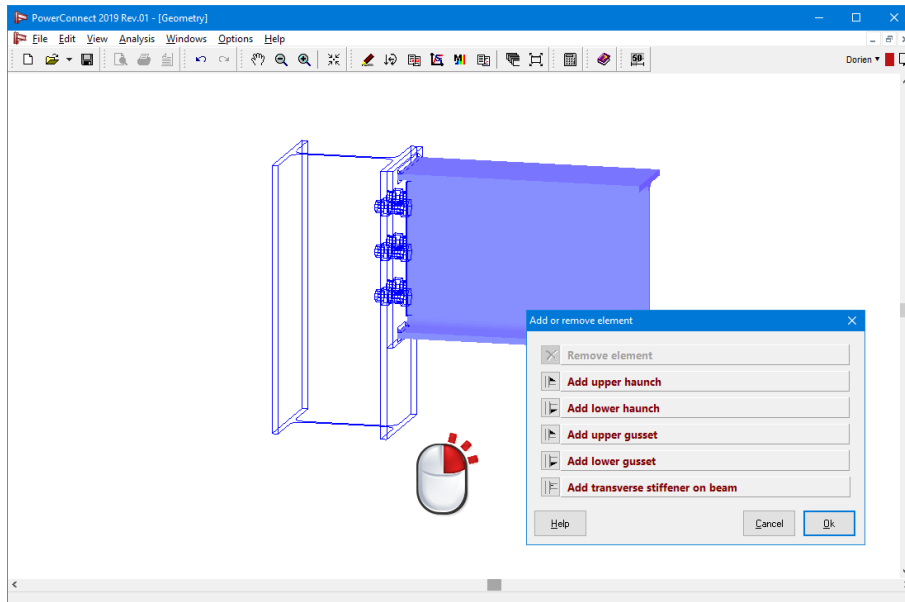 PowerConnect 2019 Rev.01 - [Geometry]
File Edit View Analysis Windows Options Help
50
Dorien
Add or remove element
Remove element
Add upper haunch
Add lower haunch
Add upper gusset
Add lower gusset
Add transverse stiffener on beam
Help Cancel Ok